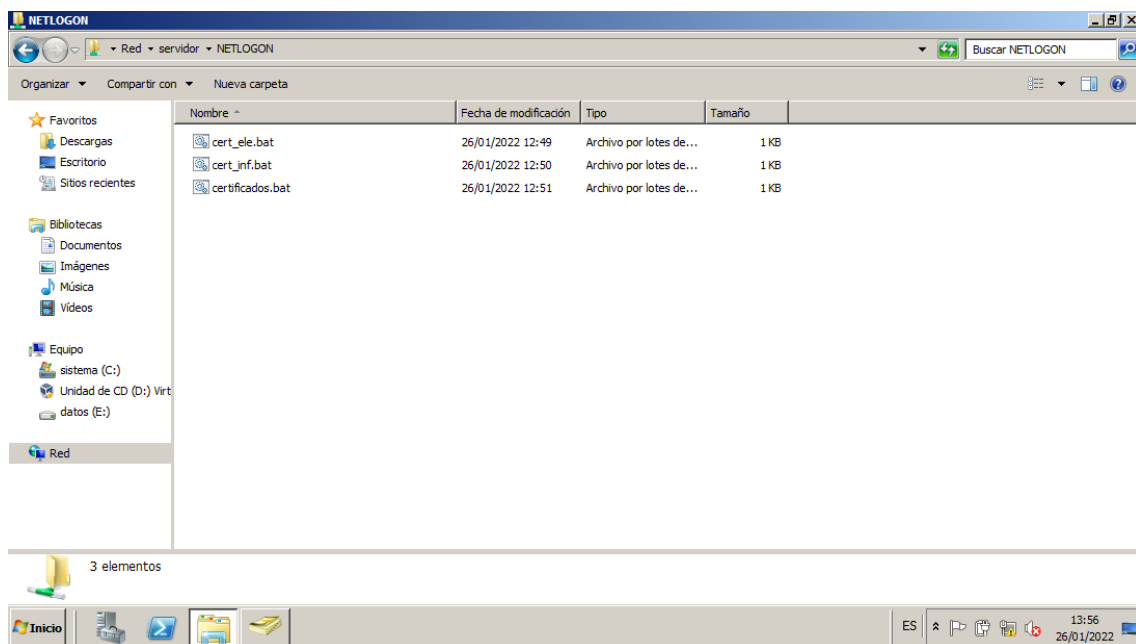 NETLOGON
Red servidor NETLOGON
Buscar NETLOGON
Organizar Compartir con Nueva carpeta
Favoritos
Descargas
Escritorio
Sitios recientes
Bibliotecas
Documentos
Imágenes
Música
Vídeos
Equipo
sistema (C:)
Unidad de CD (D:) Virt
datos (E:)
Red
Nombre Fecha de modificación Tipo Tamaño
cert_ele.bat 26/01/2022 12:49 Archivo por lotes de... 1 KB
cert_inf.bat 26/01/2022 12:50 Archivo por lotes de... 1 KB
certificados.bat 26/01/2022 12:51 Archivo por lotes de... 1 KB
3 elementos
Inicio
ES
13:56
26/01/2022